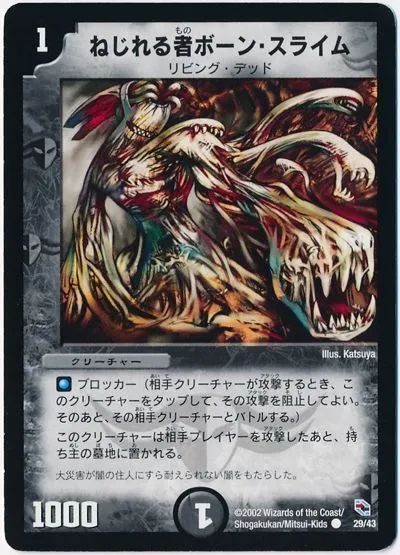 1
ねじれる者ボーン・スライム
もの
リビング・デッド
Illus. Katsuya
クリーチャー
ブロッカー(相手クリーチャーが攻撃するとき、こ
のクリーチャーをタップして、その攻撃を阻止してよい。
そのあと、その相手クリーチャーとバトルする。)
このクリーチャーは相手プレイヤーを攻撃したあと、持
ち主の墓地に置かれる。
大災害が闇の住人にすら耐えられない闇をもたらした。
1000
1
©2002 Wizards of the Coast/
Shogakukan/Mitsui-Kids 29/43